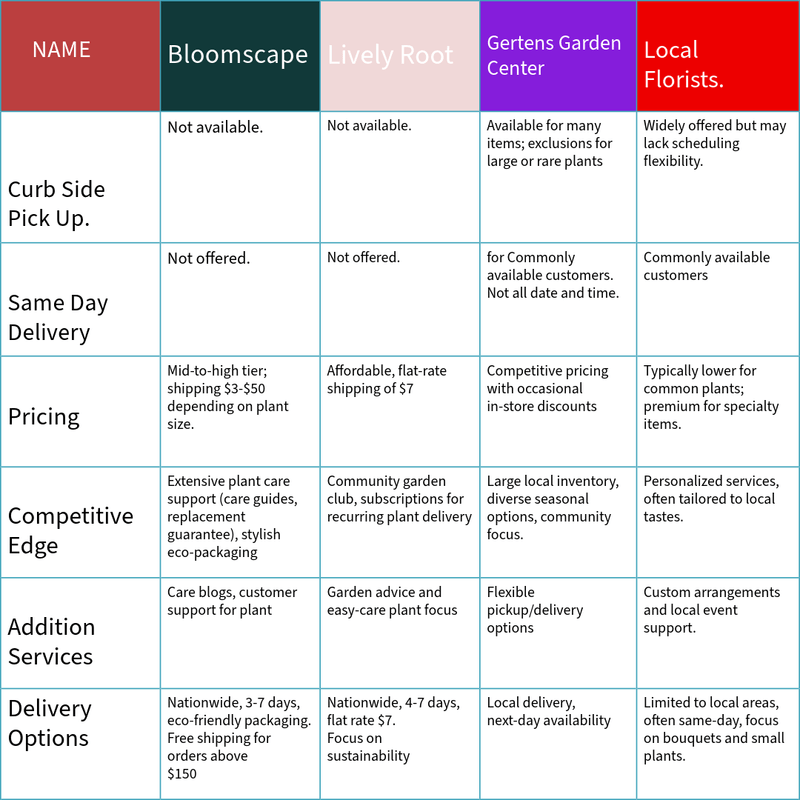 NAME
Bloomscape
Lively Root
Gertens Garden
Center
Local
Florists.
Curb Side
Pick Up.
Not available.
Not available.
Available for many
items; exclusions for
large or rare plants
Widely offered but may
lack scheduling
flexibility.
Same Day
Delivery
Not offered.
Not offered.
for Commonly
available customers.
Not all date and time.
Commonly available
customers
Pricing
Mid-to-high tier;
shipping $3-$50
depending on plant
size.
Affordable, flat-rate
shipping of $7
Competitive pricing
with occasional
in-store discounts
Typically lower for
common plants;
premium for specialty
items.
Competitive
Edge
Extensive plant care
support (care guides,
replacement
guarantee), stylish
eco-packaging
Community garden
club, subscriptions for
recurring plant delivery
Large local inventory,
diverse seasonal
options, community
focus.
Personalized services,
often tailored to local
tastes.
Addition
Services
Care blogs, customer
support for plant
Garden advice and
easy-care plant focus
Flexible
pickup/delivery
options
Custom arrangements
and local event
support.
Delivery
Options
Nationwide, 3-7 days,
eco-friendly packaging.
Free shipping for
orders above
$150
Nationwide, 4-7 days,
flat rate $7.
Focus on
sustainability
Local delivery,
next-day availability
Limited to local areas,
often same-day, focus
on bouquets and small
plants.